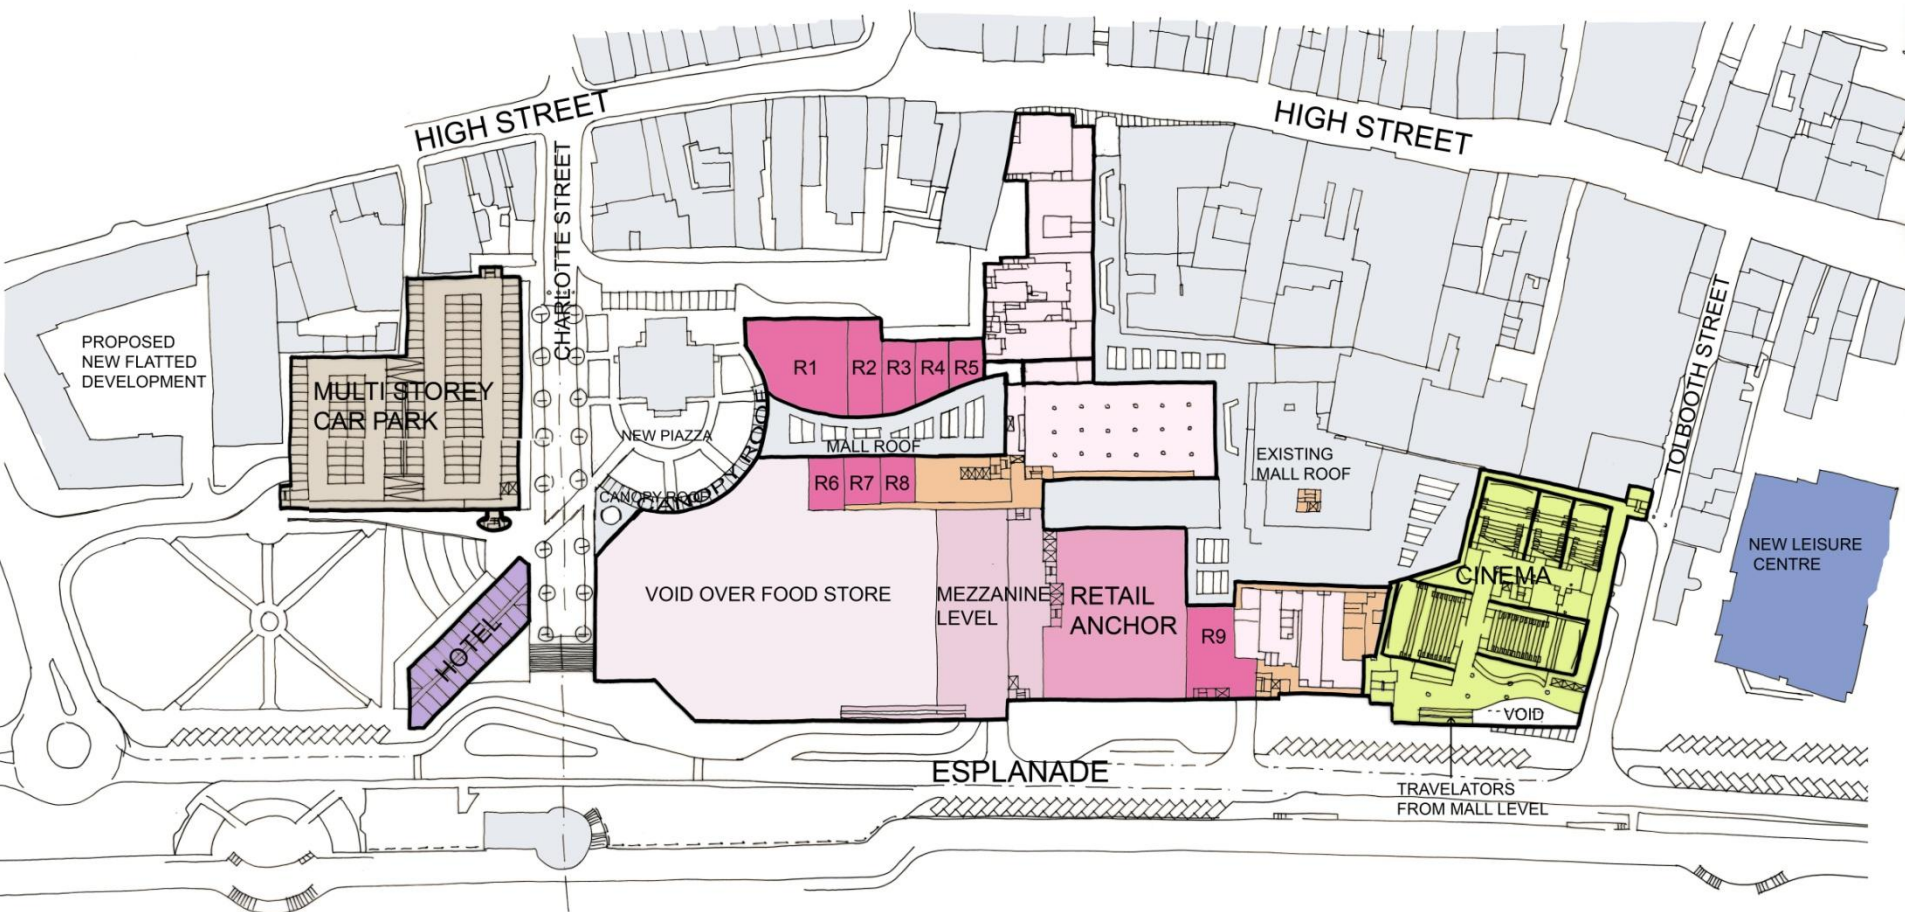 HIGH STREET
HIGH STREET
CHARLOTTE STREET
TOLBOOTH STREET
PROPOSED
NEW FLATTED
DEVELOPMENT
MULTI STOREY
CAR PARK
R1
R2
R3
R4
R5
NEW PIAZZA
CANOPY ROOF
CANOPY ROOF
MALL ROOF
R6
R7
R8
EXISTING
MALL ROOF
NEW LEISURE
CENTRE
CINEMA
VOID OVER FOOD STORE
MEZZANINE
LEVEL
RETAIL
ANCHOR
R9
HOTEL
VOID
ESPLANADE
TRAVELATORS
FROM MALL LEVEL